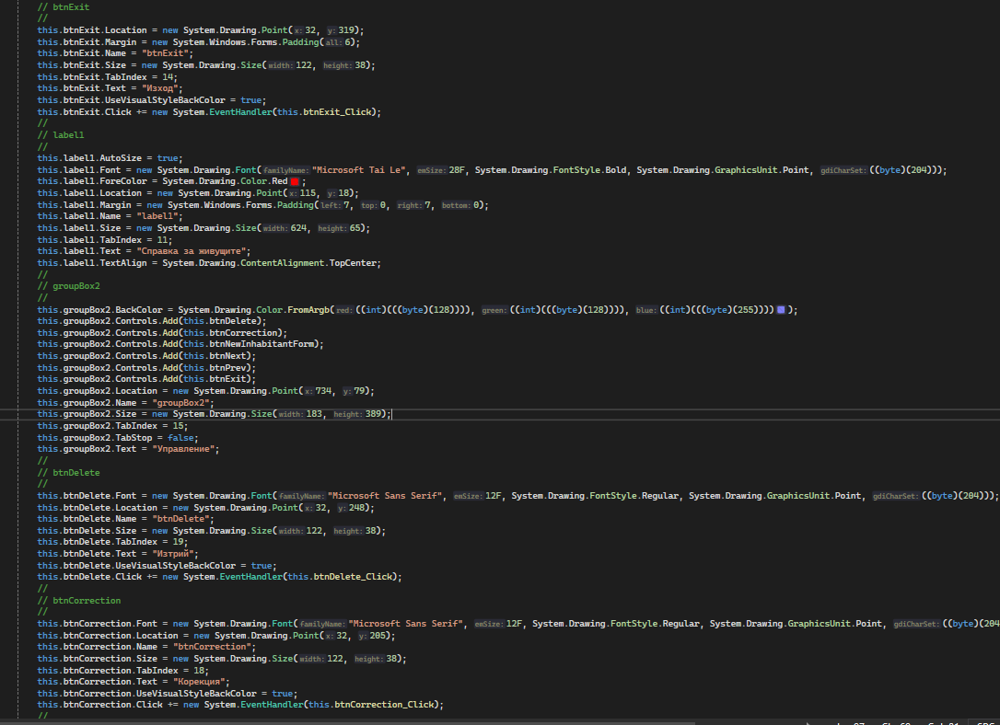 // btnExit
//
this.btnExit.Location = new System.Drawing.Point(x: 32, y: 319);
this.btnExit.Margin = new System.Windows.Forms.Padding(all: 6);
this.btnExit.Name = "btnExit";
this.btnExit.Size = new System.Drawing.Size(width: 122, height: 38);
this.btnExit.TabIndex = 14;
this.btnExit.Text = "Изход";
this.btnExit.UseVisualStyleBackColor = true;
this.btnExit.Click += new System.EventHandler(this.btnExit_Click);
//
// label1
//
this.label1.AutoSize = true;
this.label1.Font = new System.Drawing.Font(familyName: "Microsoft Tai Le", emSize: 28F, System.Drawing.FontStyle.Bold, System.Drawing.GraphicsUnit.Point, gdiCharSet: ((byte)(204)));
this.label1.ForeColor = System.Drawing.Color.Red;
this.label1.Location = new System.Drawing.Point(x: 115, y: 18);
this.label1.Margin = new System.Windows.Forms.Padding(left: 7, top: 0, right: 7, bottom: 0);
this.label1.Name = "label1";
this.label1.Size = new System.Drawing.Size(width: 624, height: 65);
this.label1.TabIndex = 11;
this.label1.Text = "Справка за живущите";
this.label1.TextAlign = System.Drawing.ContentAlignment.TopCenter;
//
// groupBox2
//
this.groupBox2.BackColor = System.Drawing.Color.FromArgb(red: ((int)(((byte)(128)))), green: ((int)(((byte)(128)))), blue: ((int)(((byte)(255)))));
this.groupBox2.Controls.Add(this.btnDelete);
this.groupBox2.Controls.Add(this.btnCorrection);
this.groupBox2.Controls.Add(this.btnNewInhabitantForm);
this.groupBox2.Controls.Add(this.btnNext);
this.groupBox2.Controls.Add(this.btnPrev);
this.groupBox2.Controls.Add(this.btnExit);
this.groupBox2.Location = new System.Drawing.Point(x: 734, y: 79);
this.groupBox2.Name = "groupBox2";
this.groupBox2.Size = new System.Drawing.Size(width: 183, height: 389);
this.groupBox2.TabIndex = 15;
this.groupBox2.TabStop = false;
this.groupBox2.Text = "Управление";
//
// btnDelete
//
this.btnDelete.Font = new System.Drawing.Font(familyName: "Microsoft Sans Serif", emSize: 12F, System.Drawing.FontStyle.Regular, System.Drawing.GraphicsUnit.Point, gdiCharSet: ((byte)(204)));
this.btnDelete.Location = new System.Drawing.Point(x: 32, y: 248);
this.btnDelete.Name = "btnDelete";
this.btnDelete.Size = new System.Drawing.Size(width: 122, height: 38);
this.btnDelete.TabIndex = 19;
this.btnDelete.Text = "Изтрий";
this.btnDelete.UseVisualStyleBackColor = true;
this.btnDelete.Click += new System.EventHandler(this.btnDelete_Click);
//
// btnCorrection
//
this.btnCorrection.Font = new System.Drawing.Font(familyName: "Microsoft Sans Serif", emSize: 12F, System.Drawing.FontStyle.Regular, System.Drawing.GraphicsUnit.Point, gdiCharSet: ((byte)(204
this.btnCorrection.Location = new System.Drawing.Point(x: 32, y: 205);
this.btnCorrection.Name = "btnCorrection";
this.btnCorrection.Size = new System.Drawing.Size(width: 122, height: 38);
this.btnCorrection.TabIndex = 18;
this.btnCorrection.Text = "Корекция";
this.btnCorrection.UseVisualStyleBackColor = true;
this.btnCorrection.Click += new System.EventHandler(this.btnCorrection_Click);
//